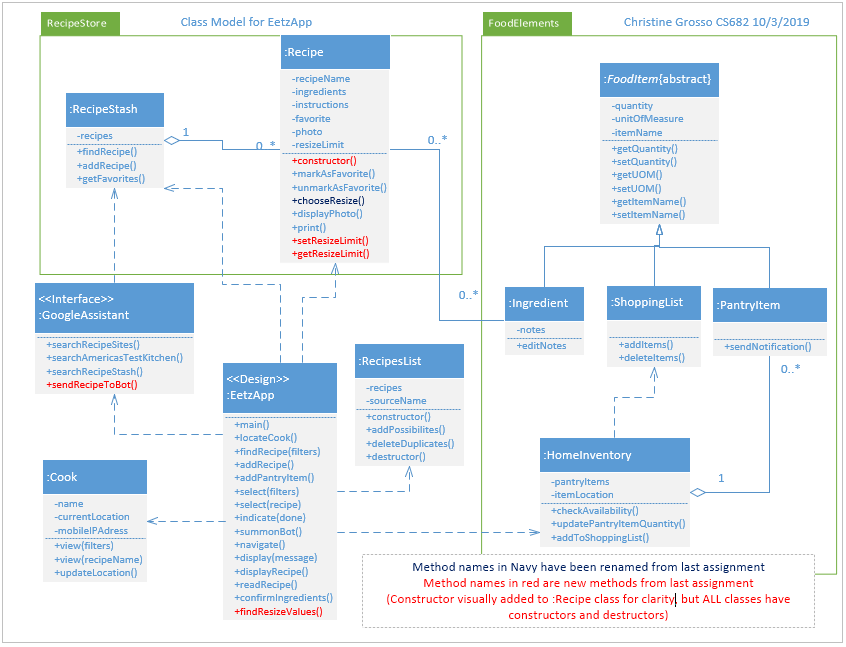 RecipeStore
Class Model for EetzApp
FoodElements
Christine Grosso CS682 10/3/2019
:Recipe
-recipeName
-ingredients
-instructions
-favorite
-photo
-resizeLimit
+constructor()
+markAsFavorite()
+unmarkAsFavorite()
+chooseResize()
+displayPhoto()
+print()
+setResizeLimit()
+getResizeLimit()
:RecipeStash
-recipes
+findRecipe()
+addRecipe()
+getFavorites()
1
0..*
0..*
0..*
:FoodItem{abstract}
-quantity
-unitOfMeasure
-itemName
+getQuantity()
+setQuantity()
+getUOM()
+setUOM()
+getItemName()
+setItemName()
<<Interface>>
:GoogleAssistant
+searchRecipeSites()
+searchAmericasTestKitchen()
+searchRecipeStash()
+sendRecipeToBot()
:Ingredient
-notes
+editNotes
:ShoppingList
+addItems()
+deleteItems()
:PantryItem
+sendNotification()
0..*
<<Design>>
:EetzApp
+main()
+locateCook()
+findRecipe(filters)
+addRecipe()
+addPantryItem()
+select(filters)
+select(recipe)
+indicate(done)
+summonBot()
+navigate()
+display(message)
+displayRecipe()
+readRecipe()
+confirmIngredients()
+findResizeValues()
:RecipesList
-recipes
-sourceName
+constructor()
+addPossibilites()
+deleteDuplicates()
+destructor()
:Cook
-name
-currentLocation
-mobileIPAdress
+view(filters)
+view(recipeName)
+updateLocation()
:HomeInventory
-pantryItems
-itemLocation
+checkAvailability()
+updatePantryItemQuantity()
+addToShoppingList()
1
Method names in Navy have been renamed from last assignment
Method names in red are new methods from last assignment
(Constructor visually added to :Recipe class for clarity, but ALL classes have
constructors and destructors)